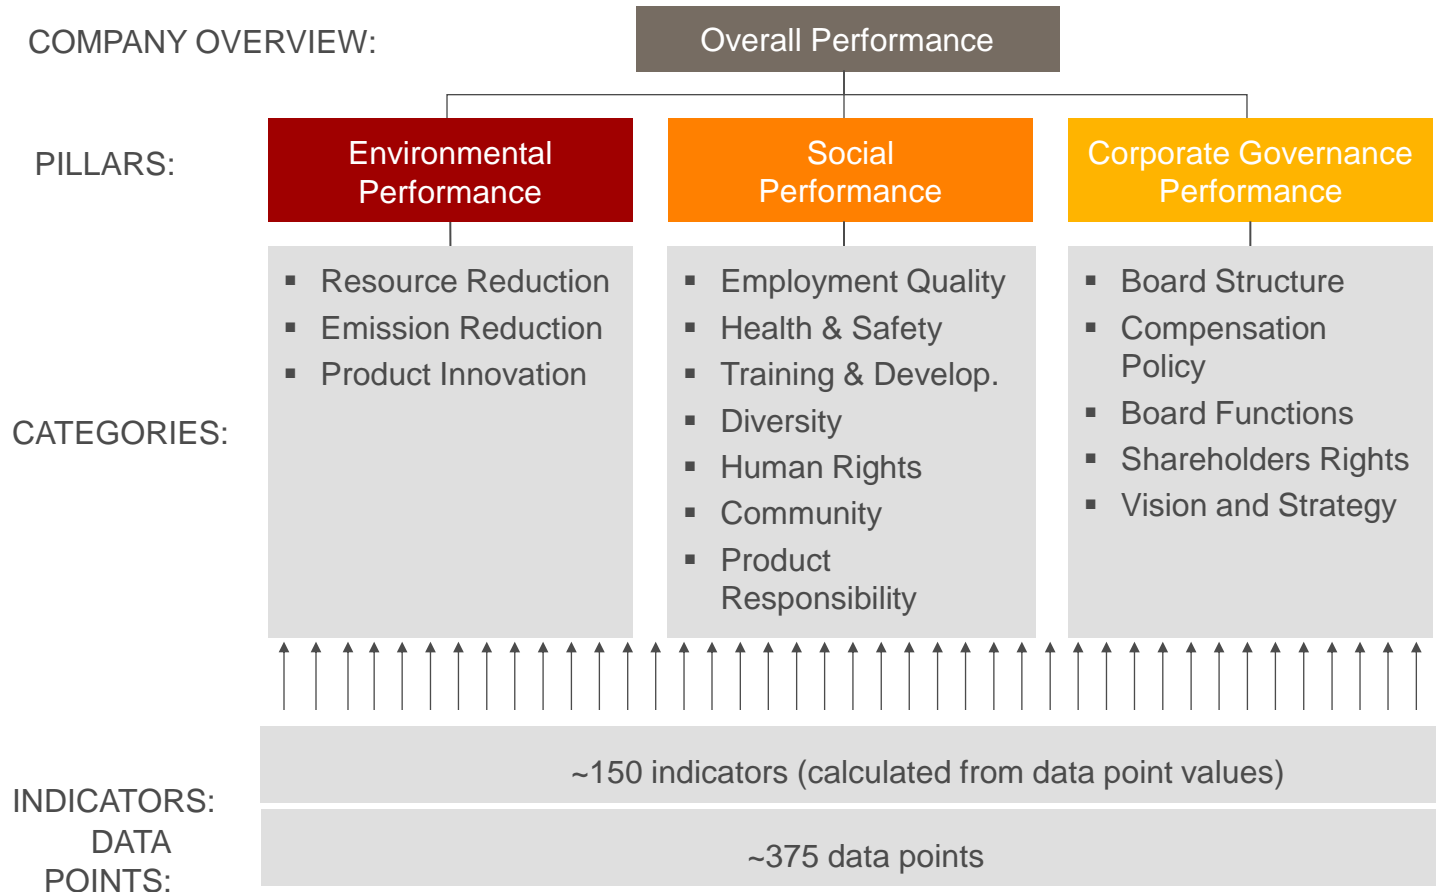 COMPANY OVERVIEW:
Overall Performance
PILLARS:
Environmental
Performance
Social
Performance
Corporate Governance
Performance
CATEGORIES:
▪ Resource Reduction
▪ Emission Reduction
▪ Product Innovation
▪ Employment Quality
▪ Health & Safety
▪ Training & Develop.
▪ Diversity
▪ Human Rights
▪ Community
▪ Product
Responsibility
▪ Board Structure
▪ Compensation
Policy
▪ Board Functions
▪ Shareholders Rights
▪ Vision and Strategy
INDICATORS:
~150 indicators (calculated from data point values)
DATA
POINTS:
~375 data points